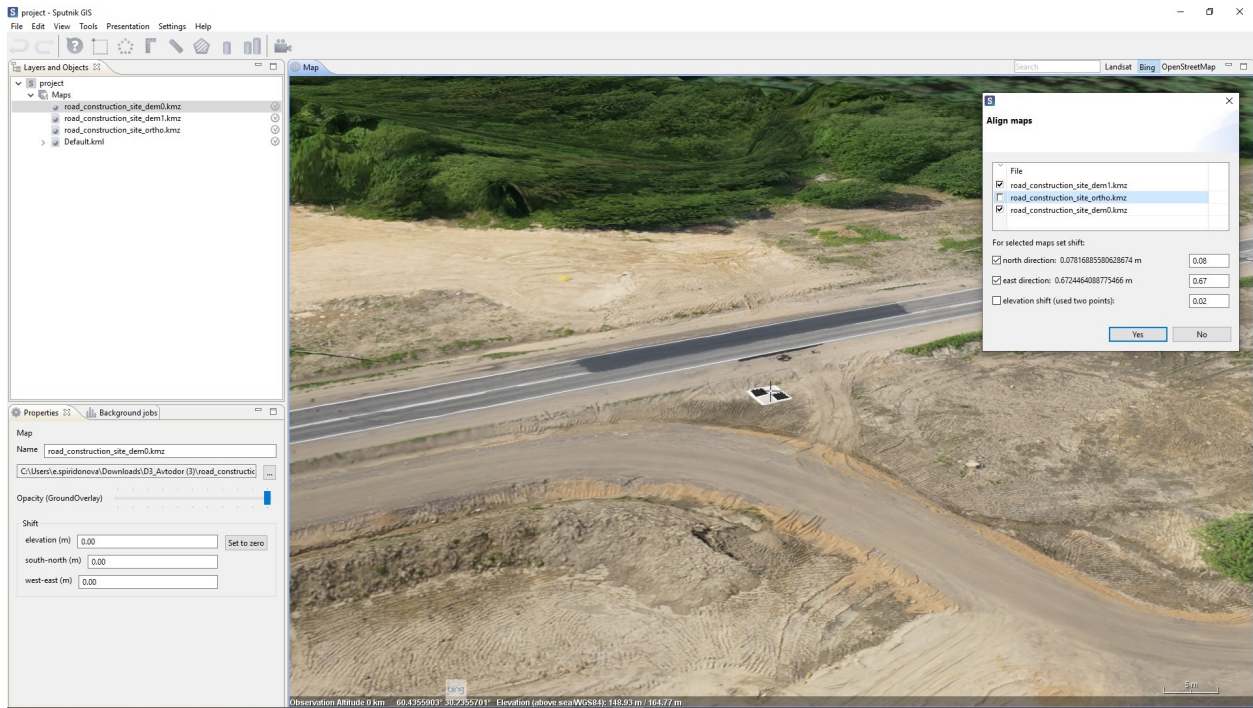 project - Sputnik GIS
File Edit View Tools Presentation Settings Help
Layers and Objects
Map
Search
Landsat Bing OpenStreetMap
project
Maps
road_construction_site_dem0.kmz
road_construction_site_dem1.kmz
road_construction_site_ortho.kmz
Default.kml
Align maps
File
road_construction_site_dem1.kmz
road_construction_site_ortho.kmz
road_construction_site_dem0.kmz
For selected maps set shift:
north direction: 0.07816885580628674 m 0.08
east direction: 0.6724464088775466 m 0.67
elevation shift (used two points): 0.02
Yes No
Properties Background jobs
Map
Name road_construction_site_dem0.kmz
C:\Users\e.spiridonova\Downloads\D3_Avtodor (3)\road_constructic ...
Opacity (GroundOverlay)
Shift
elevation (m) 0.00 Set to zero
south-north (m) 0.00
west-east (m) 0.00
bing
5 m
Observation Altitude 0 km 60.4355903° 30.2355701° Elevation (above sea/WGS84): 148.93 m / 164.77 m